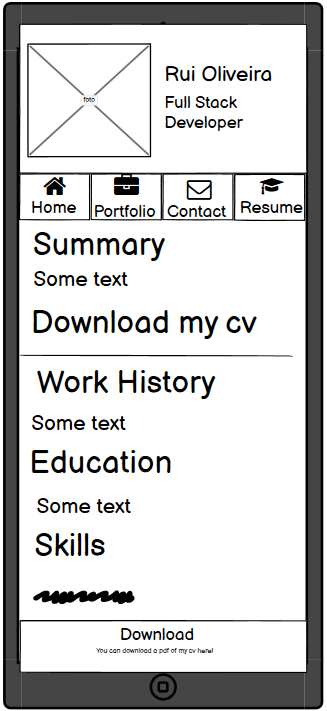 foto
Rui Oliveira
Full Stack
Developer
Home
Portfolio
Contact
Resume
Summary
Some text
Download my cv
Work History
Some text
Education
Some text
Skills
Download
You can download a pdf of my cv here!